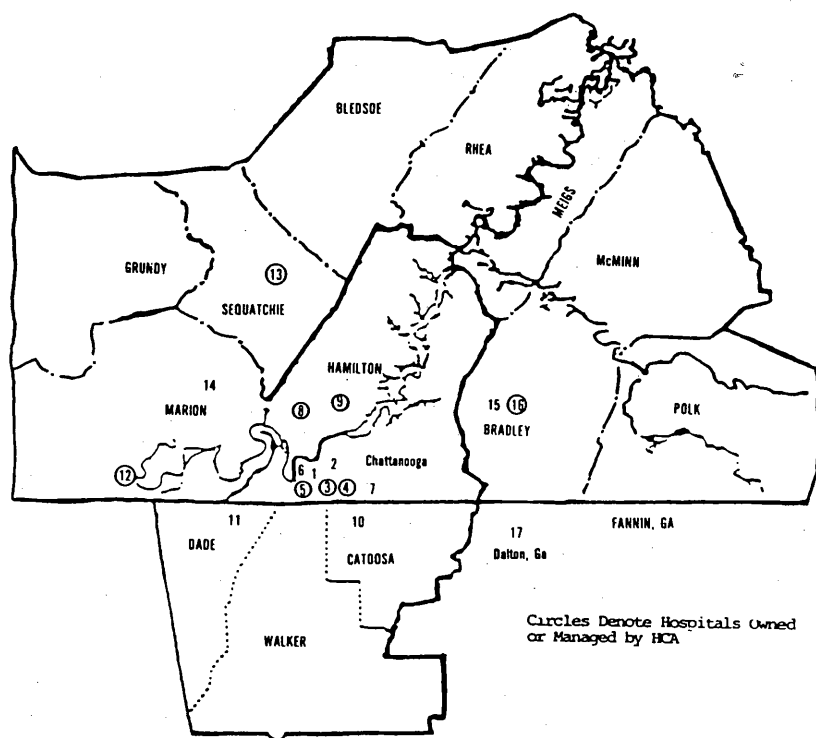 BLEDSOE
RHEA
MEIGS
McMINN
GRUNDY
13
SEQUATCHIE
HAMILTON
14
MARION
8
9
15 16
BRADLEY
POLK
12
6
1
2
Chattanooga
5
3
4
7
11
DADE
10
CATOOSA
17
Dalton, Ga
FANNIN, GA
WALKER
Circles Denote Hospitals Owned
or Managed by HCA